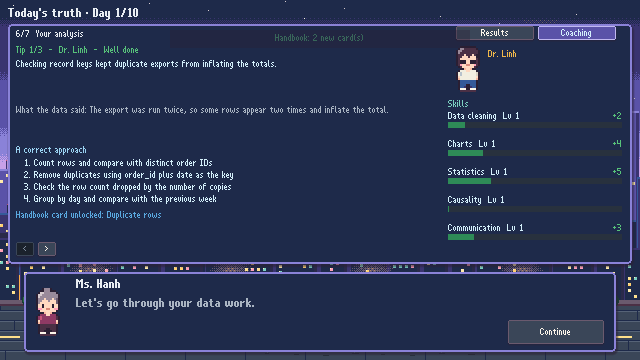 Today's truth · Day 1/10
6/7 Your analysis
Handbook: 2 new card(s)
Results
Coaching
Tip 1/3 – Dr. Linh – Well done
Checking record keys kept duplicate exports from inflating the totals.
What the data said: The export was run twice, so some rows appear two times and inflate the total.
A correct approach
1. Count rows and compare with distinct order IDs
2. Remove duplicates using order_id plus date as the key
3. Check the row count dropped by the number of copies
4. Group by day and compare with the previous week
Handbook card unlocked: Duplicate rows
<
>
Dr. Linh
Skills
Data cleaning Lv 1 +2
Charts Lv 1 +4
Statistics Lv 1 +5
Causality Lv 1
Communication Lv 1 +3
Ms. Hanh
Let's go through your data work.
Continue